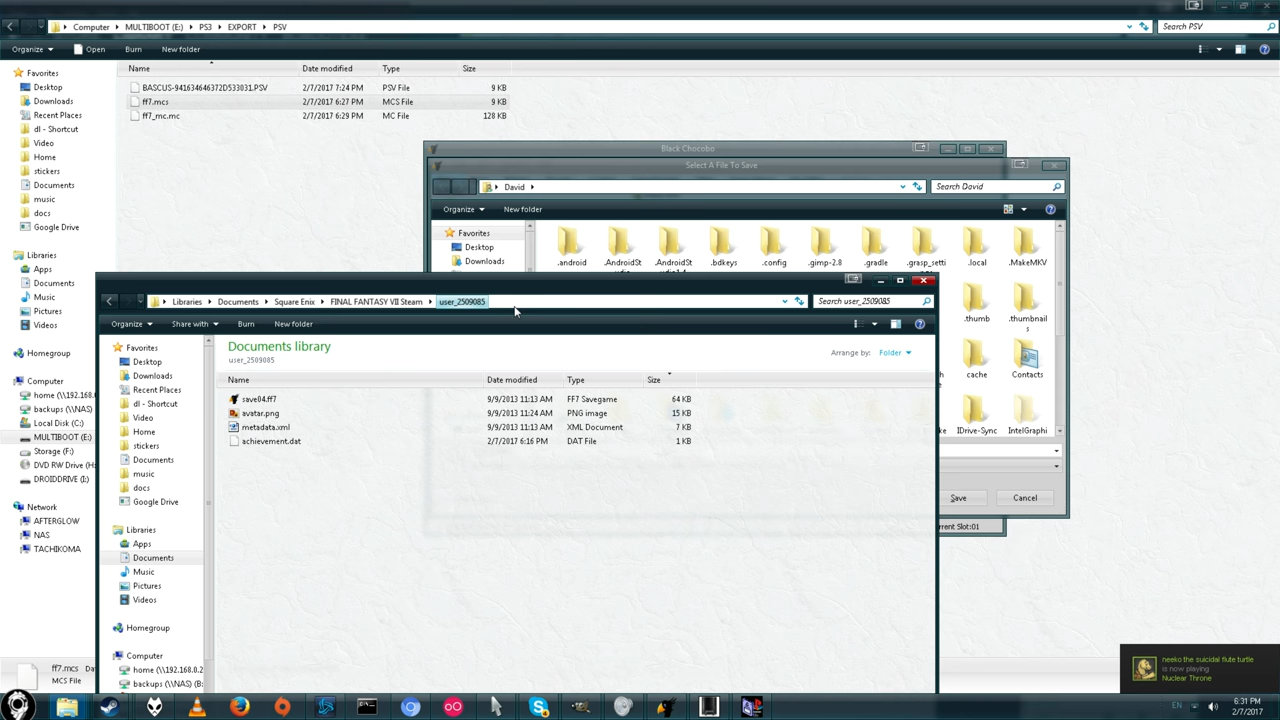 Computer ▸ MULTIBOOT (E:) ▸ PS3 ▸ EXPORT ▸ PSV
Search PSV
Organize Open Burn New folder
Favorites
Desktop
Downloads
Recent Places
dl - Shortcut
Video
Home
stickers
Documents
music
docs
Google Drive
Libraries
Apps
Documents
Music
Pictures
Videos
Homegroup
Computer
home (\\192.168.0.
backups (\\NAS)
Local Disk (C:)
MULTIBOOT (E:)
Storage (F:)
DVD RW Drive (H
DROIDDRIVE (I:)
Network
AFTERGLOW
NAS
TACHIKOMA
Name Date modified Type Size
BASCUS-941634646372D533031.PSV 2/7/2017 7:24 PM PSV File 9 KB
ff7.mcs 2/7/2017 6:27 PM MCS File 9 KB
ff7_mc.mc 2/7/2017 6:29 PM MC File 128 KB
Black Chocobo
Select A File To Save
David ▸
Search David
Organize New folder
Favorites
Desktop
Downloads
.android .AndroidSt .AndroidSt .bdkeys .config .gimp-2.8 .gradle .grasp_setti .local .MakeMKV
.thumb .thumbnail
s
cache Contacts
IDrive-Sync IntelGraphi
Save Cancel
rrent Slot:01
Libraries ▸ Documents ▸ Square Enix ▸ FINAL FANTASY VII Steam ▸ user_2509085
Search user_2509085
Organize Share with Burn New folder
Favorites
Desktop
Downloads
Recent Places
dl - Shortcut
Video
Home
stickers
Documents
music
docs
Google Drive
Libraries
Apps
Documents
Music
Pictures
Videos
Homegroup
Computer
home (\\192.168.0.2
backups (\\NAS) (
Documents library
user_2509085
Arrange by: Folder
Name Date modified Type Size
save04.ff7 9/9/2013 11:13 AM FF7 Savegame 64 KB
avatar.png 9/9/2013 11:24 AM PNG image 15 KB
metadata.xml 9/9/2013 11:13 AM XML Document 7 KB
achievement.dat 2/7/2017 6:16 PM DAT File 1 KB
ff7.mcs Da
MCS File
neeko the suicidal flute turtle
is now playing
Nuclear Throne
EN
6:31 PM
2/7/2017